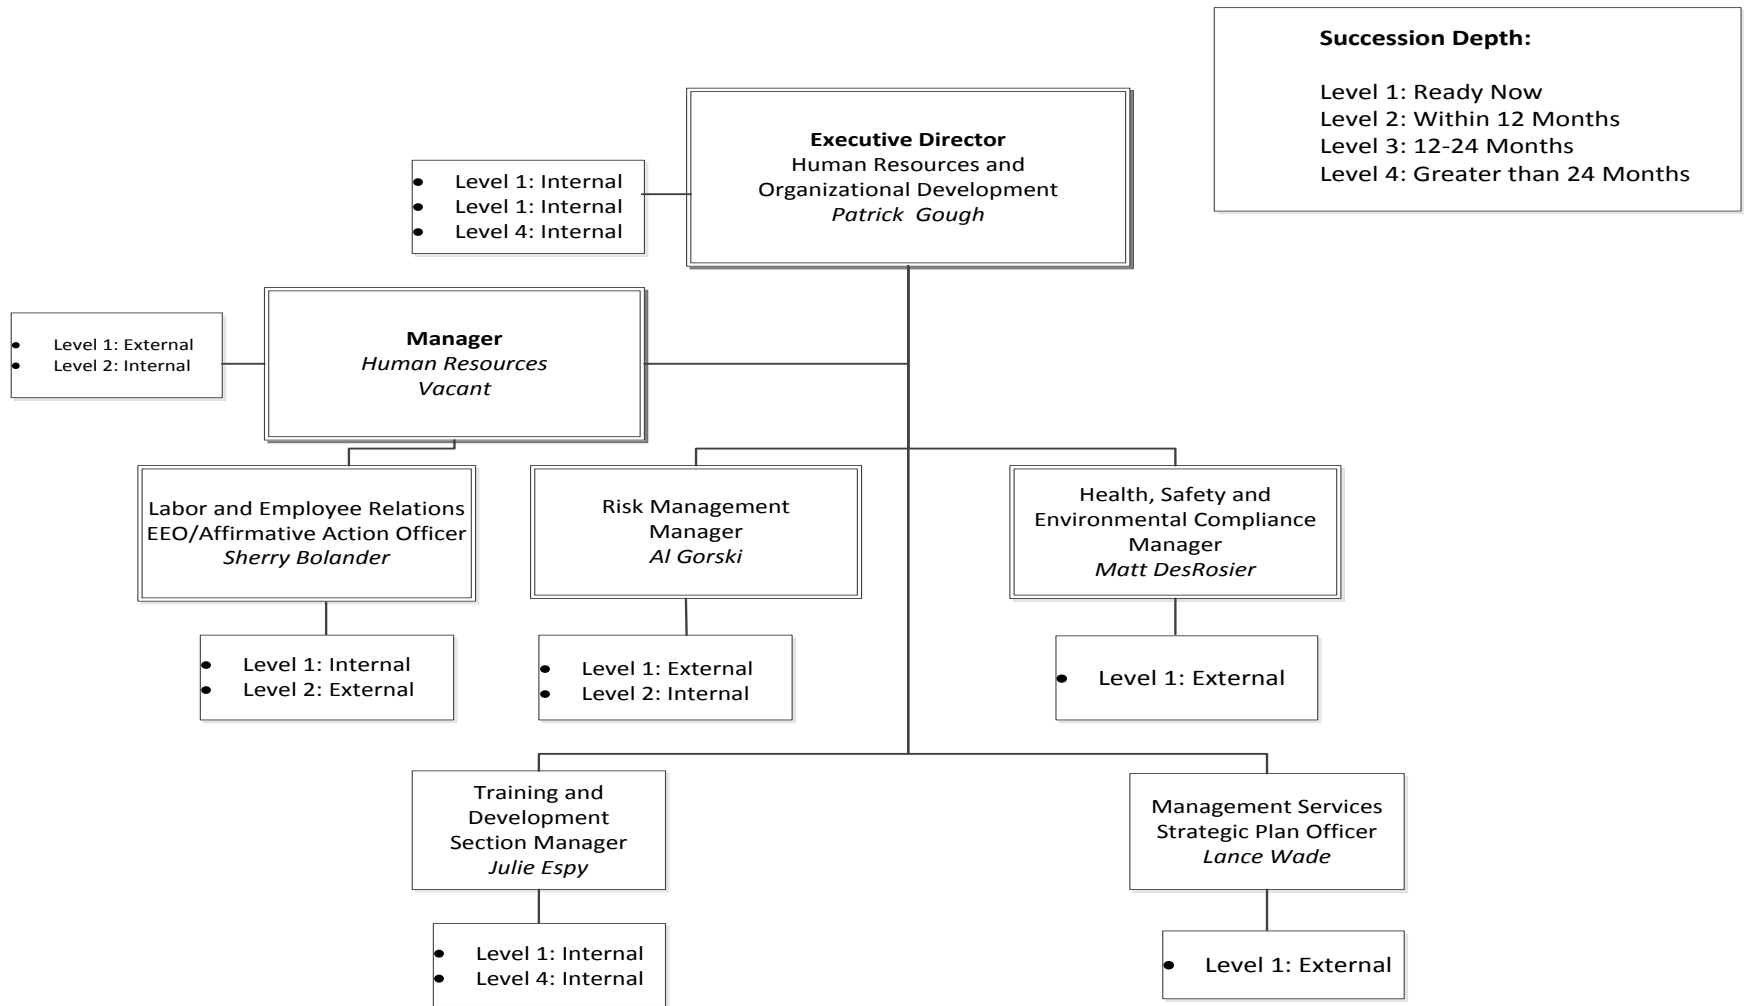 Succession Depth:
Level 1: Ready Now
Level 2: Within 12 Months
Level 3: 12-24 Months
Level 4: Greater than 24 Months
Executive Director
Human Resources and
Organizational Development
Patrick Gough
• Level 1: Internal
• Level 1: Internal
• Level 4: Internal
Manager
Human Resources
Vacant
• Level 1: External
• Level 2: Internal
Labor and Employee Relations
EEO/Affirmative Action Officer
Sherry Bolander
Risk Management
Manager
Al Gorski
Health, Safety and
Environmental Compliance
Manager
Matt DesRosier
• Level 1: Internal
• Level 2: External
• Level 1: External
• Level 2: Internal
• Level 1: External
Training and
Development
Section Manager
Julie Espy
Management Services
Strategic Plan Officer
Lance Wade
• Level 1: Internal
• Level 4: Internal
• Level 1: External